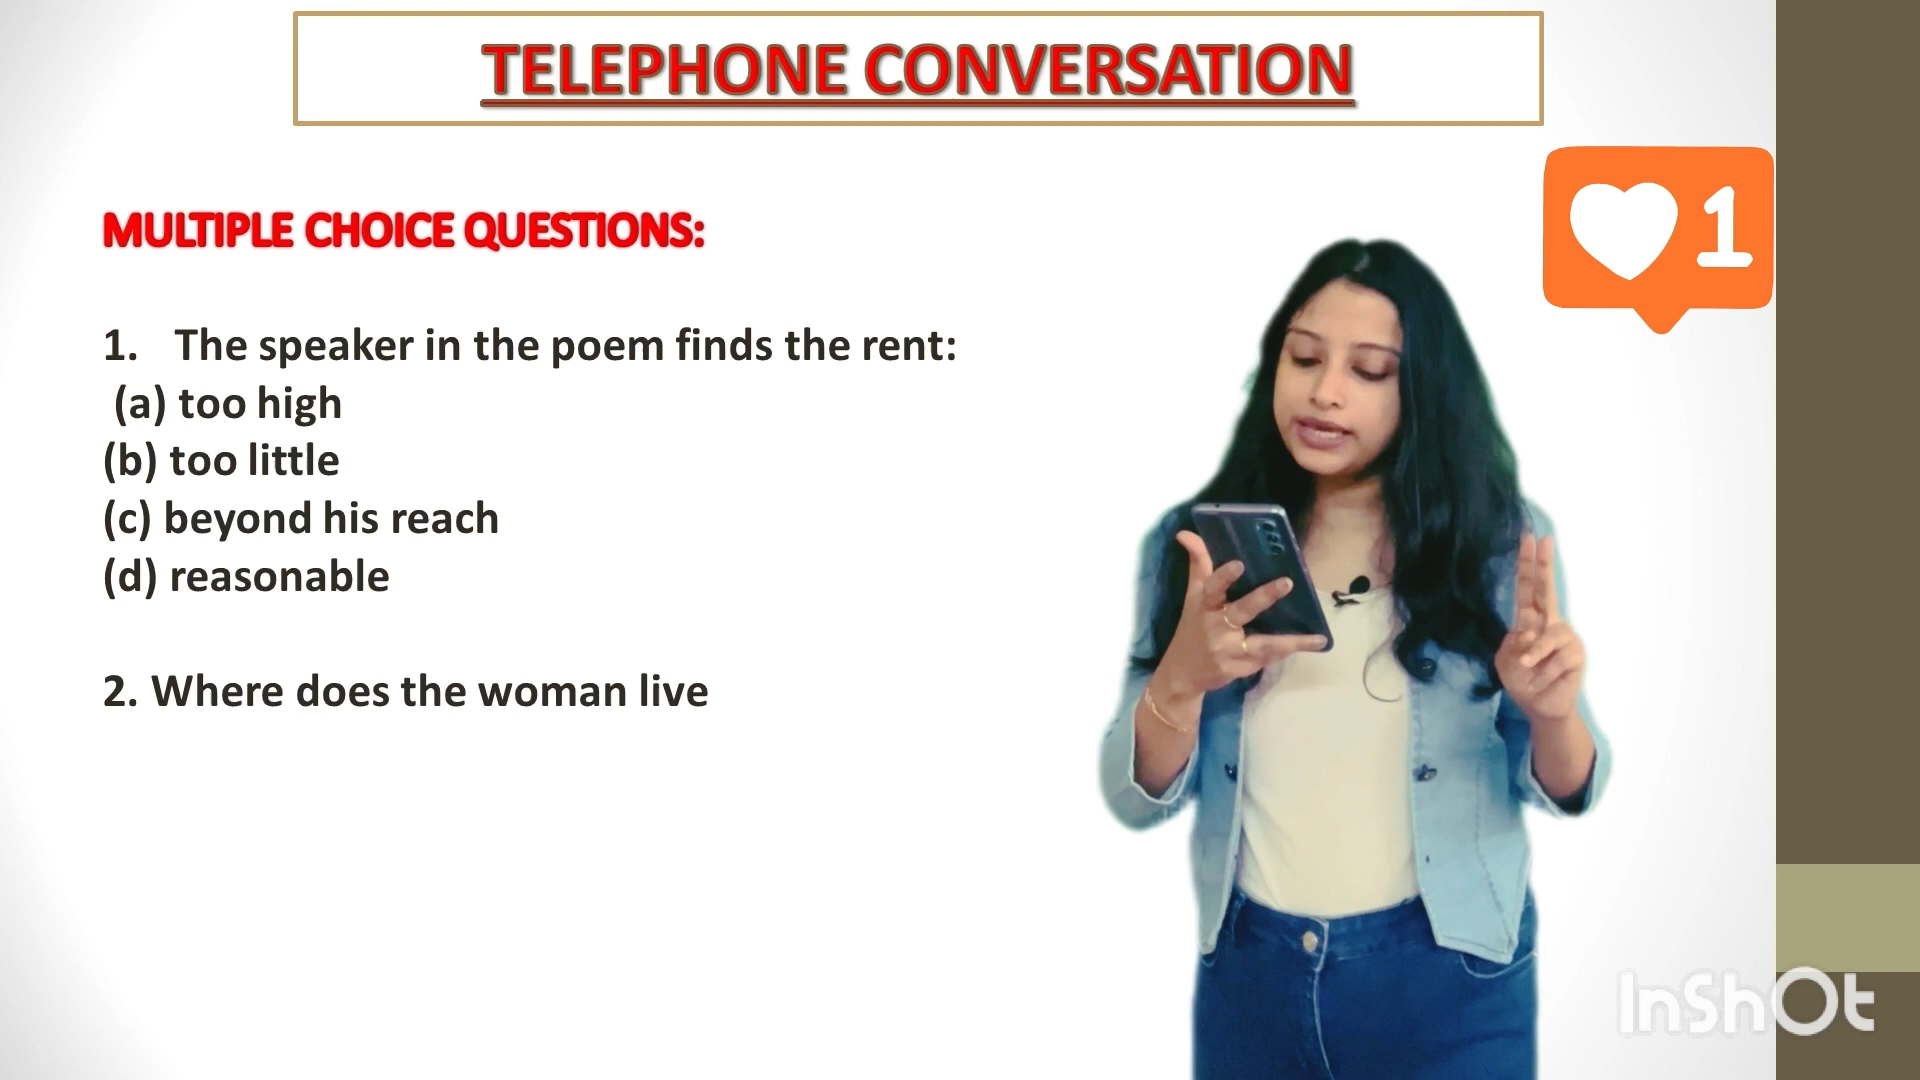 TELEPHONE CONVERSATION
1
MULTIPLE CHOICE QUESTIONS:
1. The speaker in the poem finds the rent:
(a) too high
(b) too little
(c) beyond his reach
(d) reasonable
2. Where does the woman live
InShOt